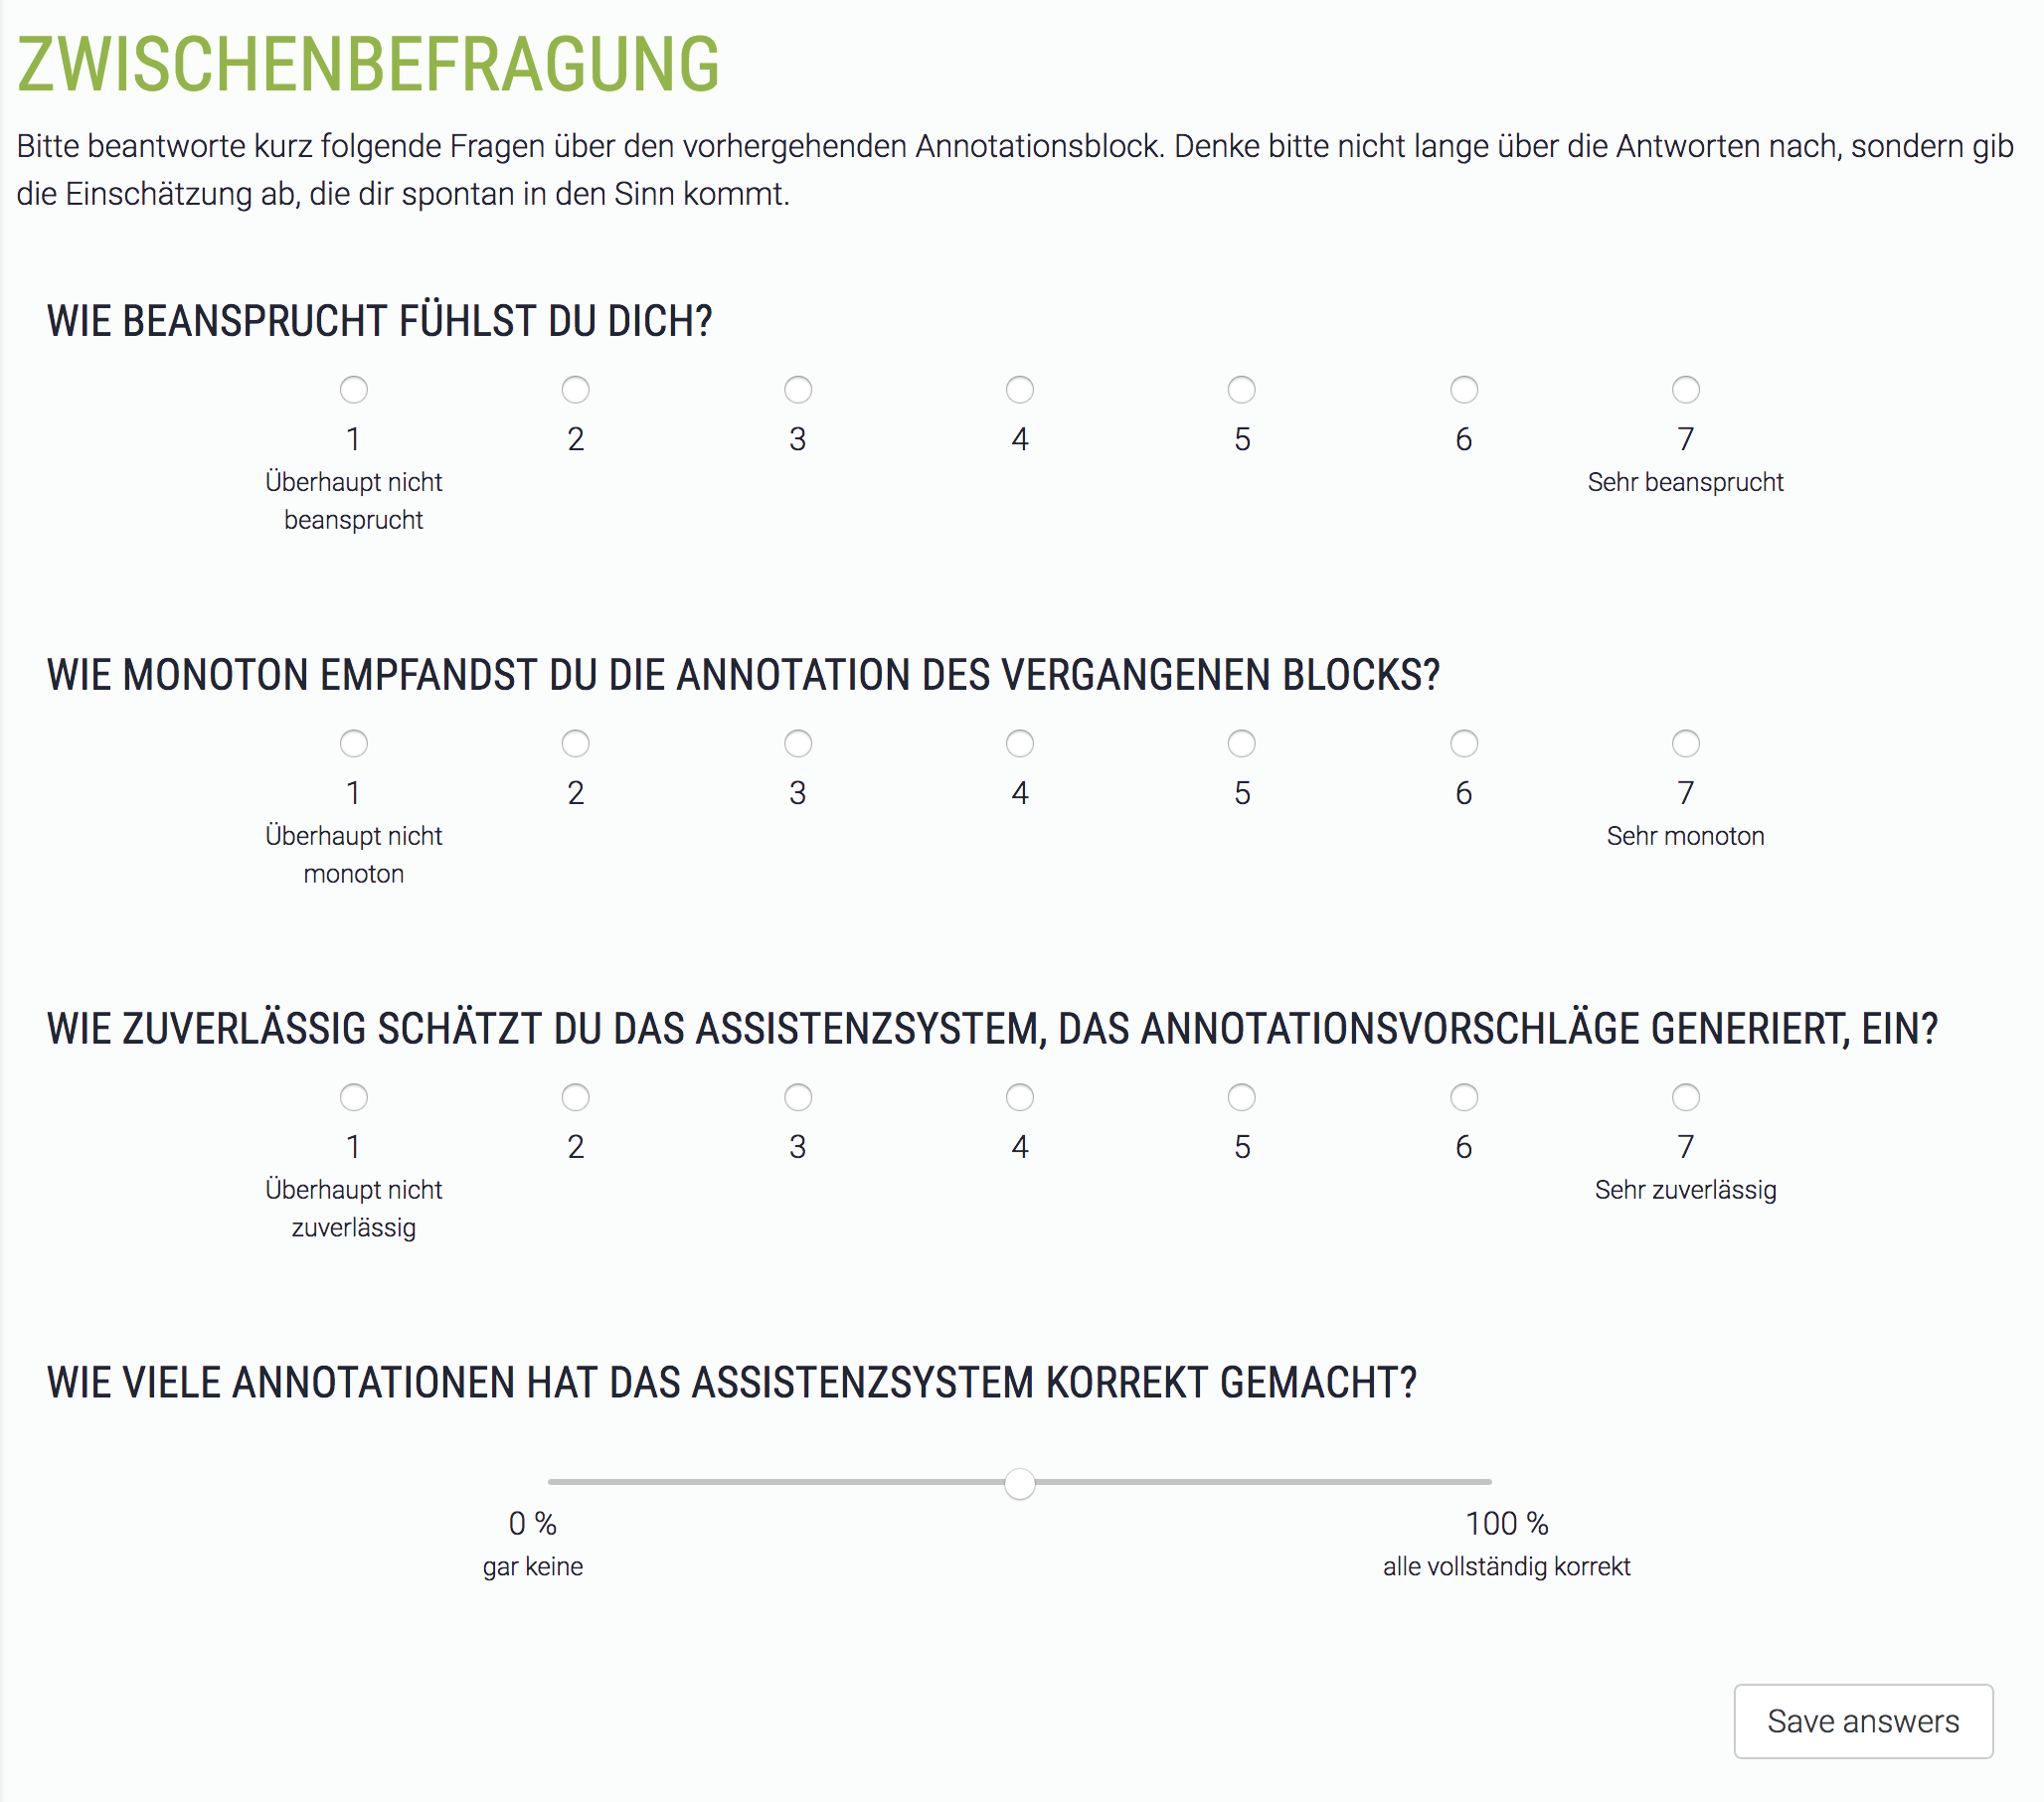 ZWISCHENBEFRAGUNG
Bitte beantworte kurz folgende Fragen über den vorhergehenden Annotationsblock. Denke bitte nicht lange über die Antworten nach, sondern gib
die Einschätzung ab, die dir spontan in den Sinn kommt.
WIE BEANSPRUCHT FÜHLST DU DICH?
1 2 3 4 5 6 7
Überhaupt nicht Sehr beansprucht
beansprucht
WIE MONOTON EMPFANDST DU DIE ANNOTATION DES VERGANGENEN BLOCKS?
1 2 3 4 5 6 7
Überhaupt nicht Sehr monoton
monoton
WIE ZUVERLÄSSIG SCHÄTZT DU DAS ASSISTENZSYSTEM, DAS ANNOTATIONSVORSCHLÄGE GENERIERT, EIN?
1 2 3 4 5 6 7
Überhaupt nicht Sehr zuverlässig
zuverlässig
WIE VIELE ANNOTATIONEN HAT DAS ASSISTENZSYSTEM KORREKT GEMACHT?
0 % 100 %
gar keine alle vollständig korrekt
Save answers